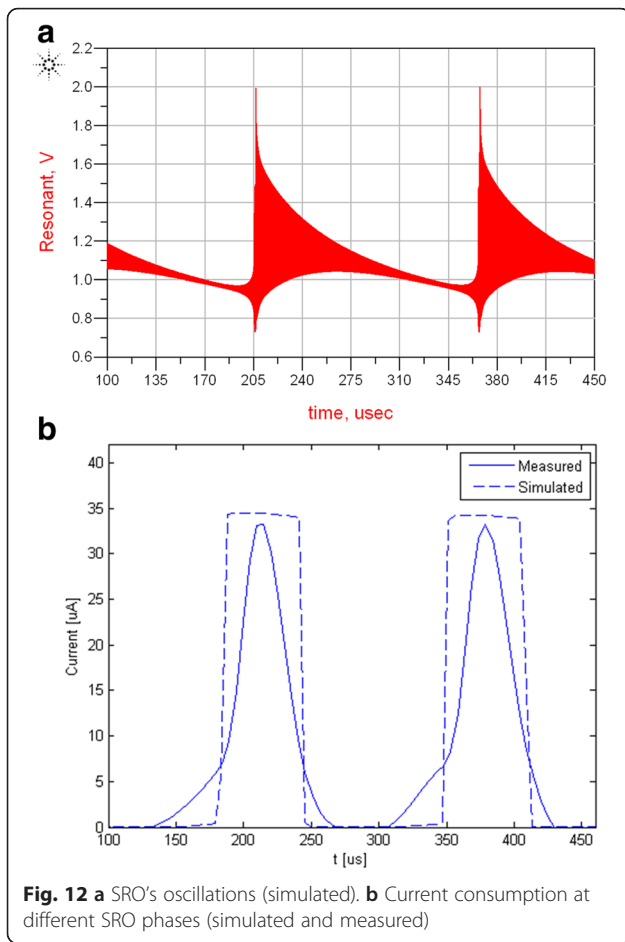 a
2.2
2.0
1.8
1.6
1.4
1.2
1.0
0.8
0.6
Resonant, V
100 135 170 205 240 275 310 345 380 415 450
time, usec
b
40
35
30
25
20
15
10
5
0
Current [uA]
Measured
Simulated
100 150 200 250 300 350 400 450
t [us]
Fig. 12 a SRO's oscillations (simulated). b Current consumption at
different SRO phases (simulated and measured)